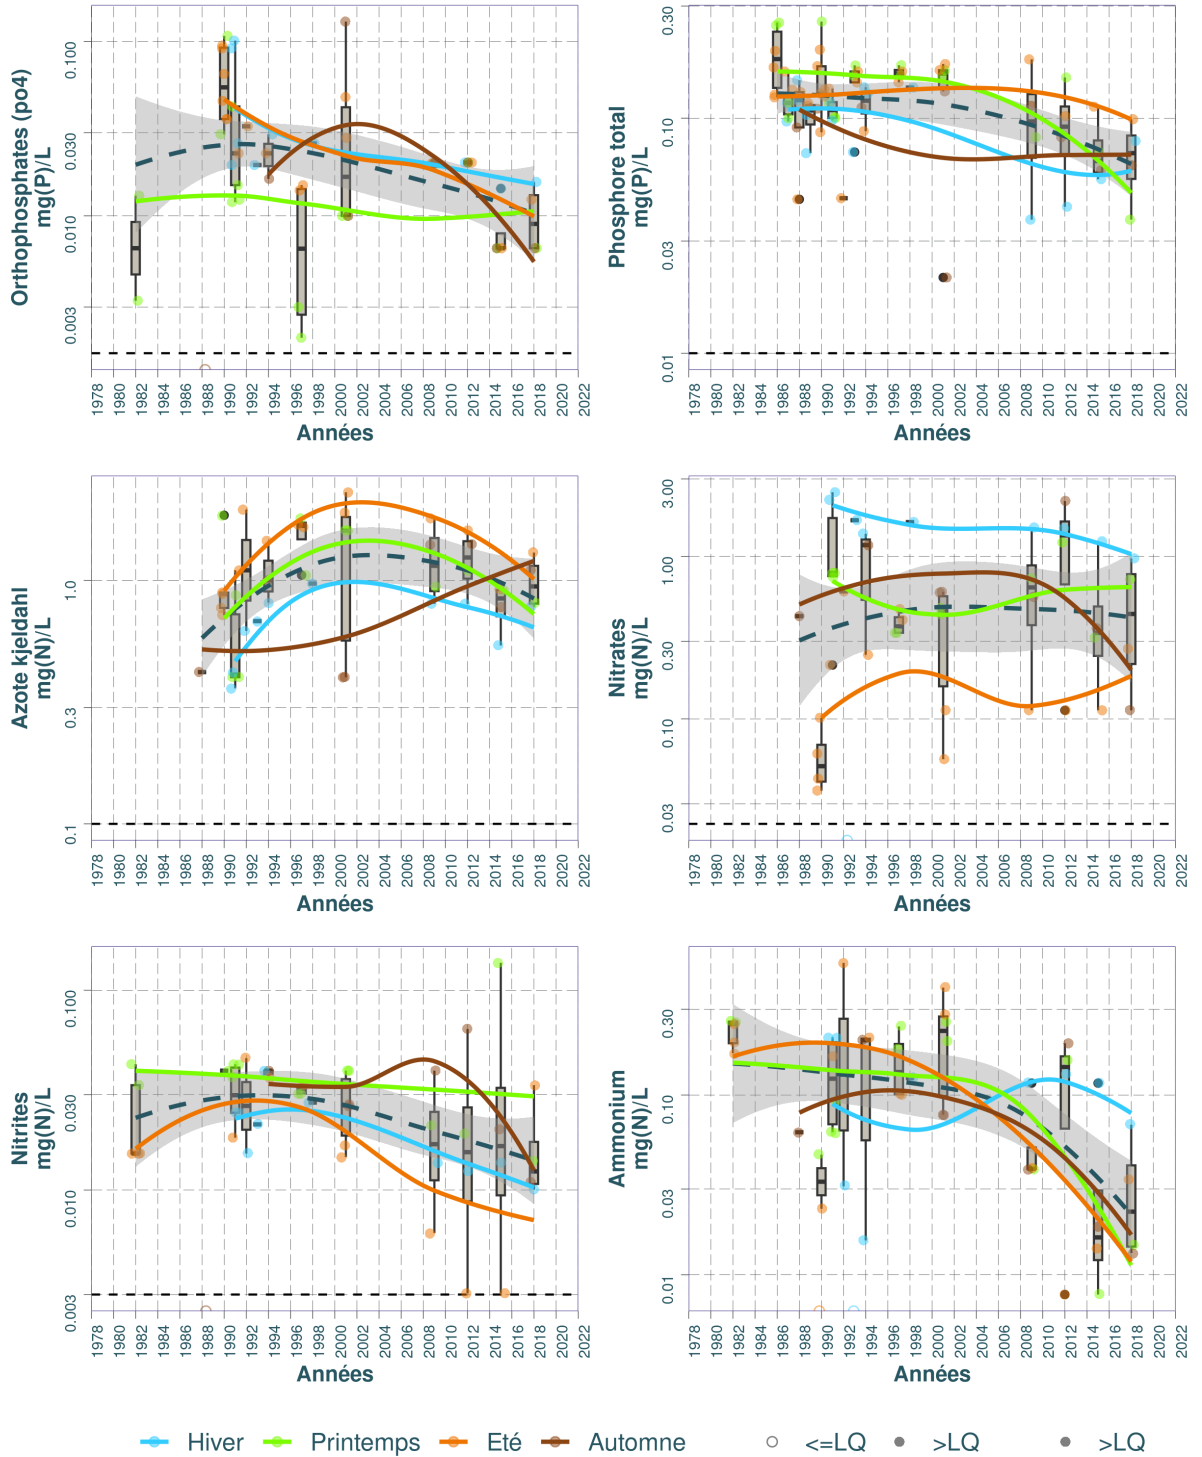 Orthophosphates (po4)
mg(P)/L
0.100
0.030
0.010
0.003
1978 1980 1982 1984 1986 1988 1990 1992 1994 1996 1998 2000 2002 2004 2006 2008 2010 2012 2014 2016 2018 2020 2022
Années
Phosphore total
mg(P)/L
0.30
0.10
0.03
0.01
1978 1980 1982 1984 1986 1988 1990 1992 1994 1996 1998 2000 2002 2004 2006 2008 2010 2012 2014 2016 2018 2020 2022
Années
Azote kjeldahl
mg(N)/L
1.0
0.3
0.1
1978 1980 1982 1984 1986 1988 1990 1992 1994 1996 1998 2000 2002 2004 2006 2008 2010 2012 2014 2016 2018 2020 2022
Années
Nitrates
mg(N)/L
3.00
1.00
0.30
0.10
0.03
1978 1980 1982 1984 1986 1988 1990 1992 1994 1996 1998 2000 2002 2004 2006 2008 2010 2012 2014 2016 2018 2020 2022
Années
Nitrites
mg(N)/L
0.100
0.030
0.010
0.003
1978 1980 1982 1984 1986 1988 1990 1992 1994 1996 1998 2000 2002 2004 2006 2008 2010 2012 2014 2016 2018 2020 2022
Années
Ammonium
mg(N)/L
0.30
0.10
0.03
0.01
1978 1980 1982 1984 1986 1988 1990 1992 1994 1996 1998 2000 2002 2004 2006 2008 2010 2012 2014 2016 2018 2020 2022
Années
Hiver Printemps Eté Automne <=LQ >LQ >LQ